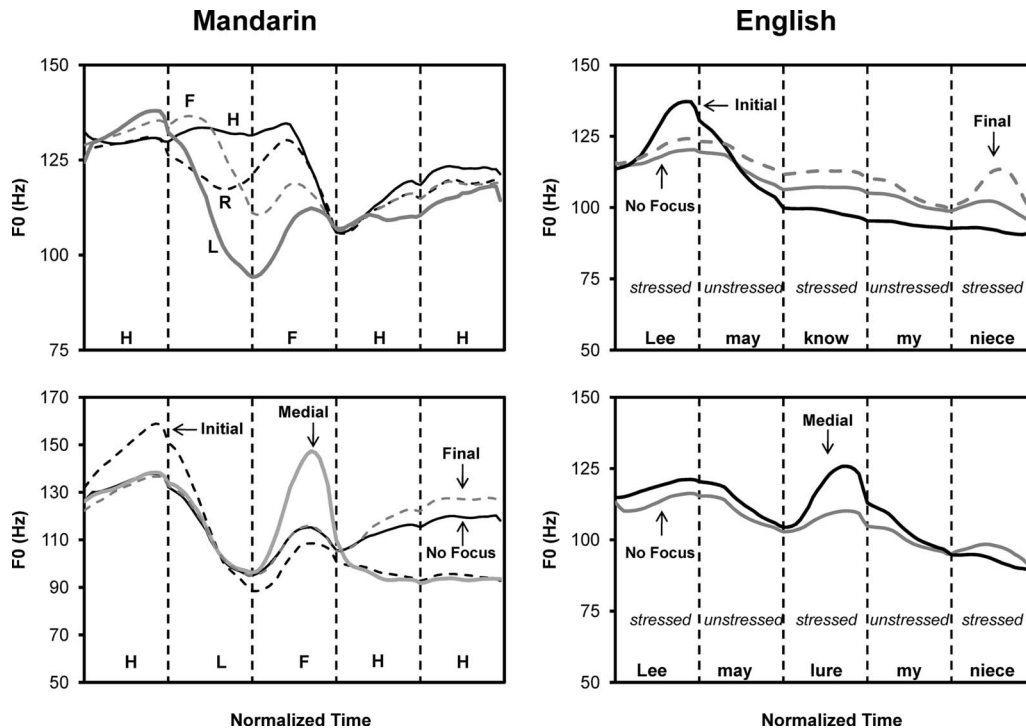 Mandarin
English
150
125
100
75
F0 (Hz)
F
H
R
L
H
F
H
H
150
125
100
75
50
F0 (Hz)
Initial
Final
No Focus
stressed
unstressed
stressed
unstressed
stressed
Lee
may
know
my
niece
170
150
130
110
90
70
50
F0 (Hz)
Initial
Medial
Final
No Focus
H
L
F
H
H
Normalized Time
150
125
100
75
50
F0 (Hz)
Medial
No Focus
stressed
unstressed
stressed
unstressed
stressed
Lee
may
lure
my
niece
Normalized Time